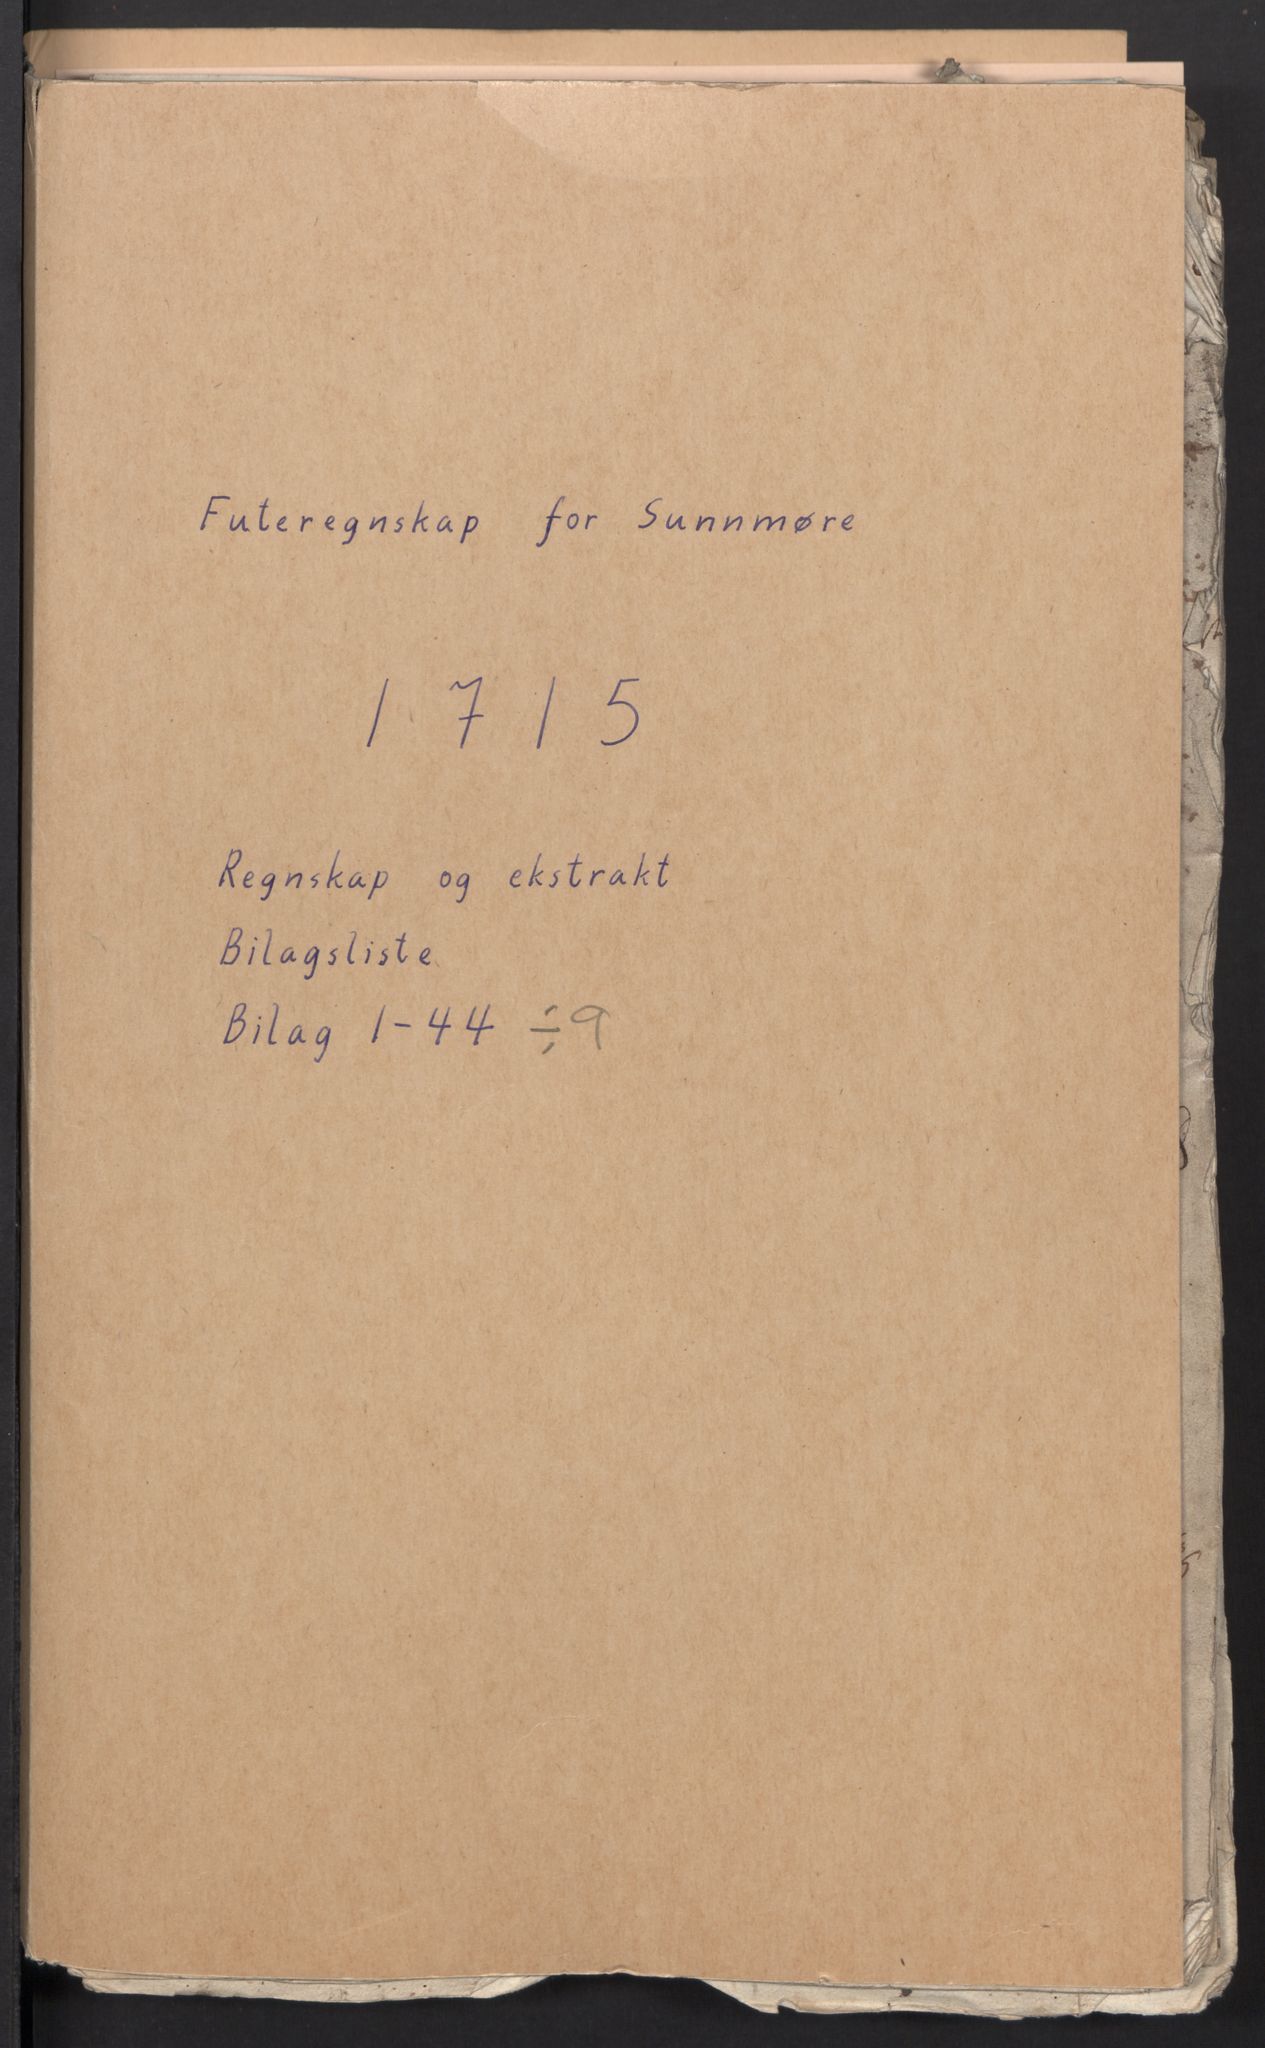 Futeregnskap for Sunnmøre
1715
Regnskap og ekstrakt
Bilagsliste
Bilag 1-44 ÷9